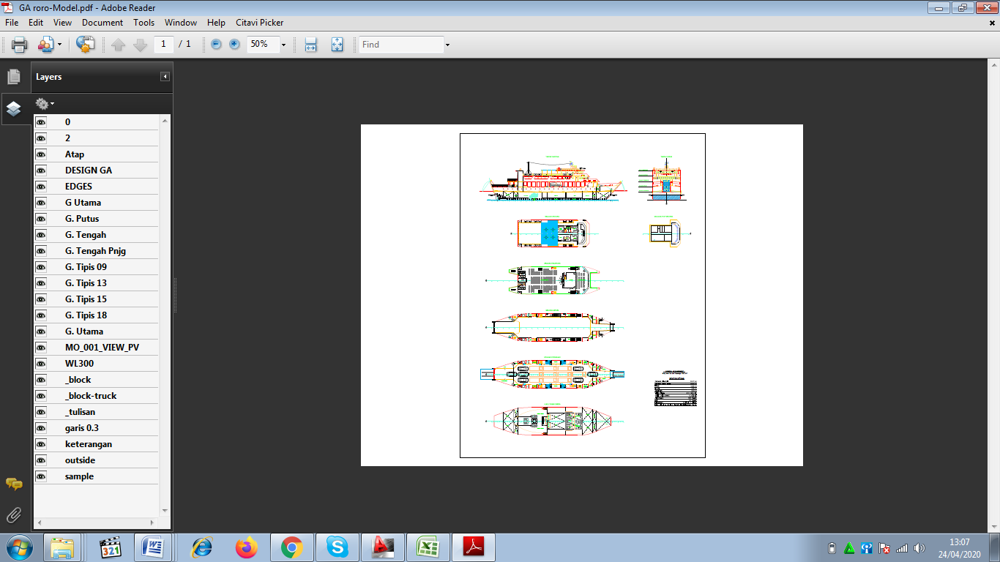 GA roro-Model.pdf - Adobe Reader
File Edit View Document Tools Window Help Citavi Picker
1 / 1 50% Find
Layers
0
2
Atap
DESIGN GA
EDGES
G Utama
G. Putus
G. Tengah
G. Tengah Pnjg
G. Tipis 09
G. Tipis 13
G. Tipis 15
G. Tipis 18
G. Utama
MO_001_VIEW_PV
WL300
_block
_block-truck
_tulisan
garis 0.3
keterangan
outside
sample
321
13:07
24/04/2020